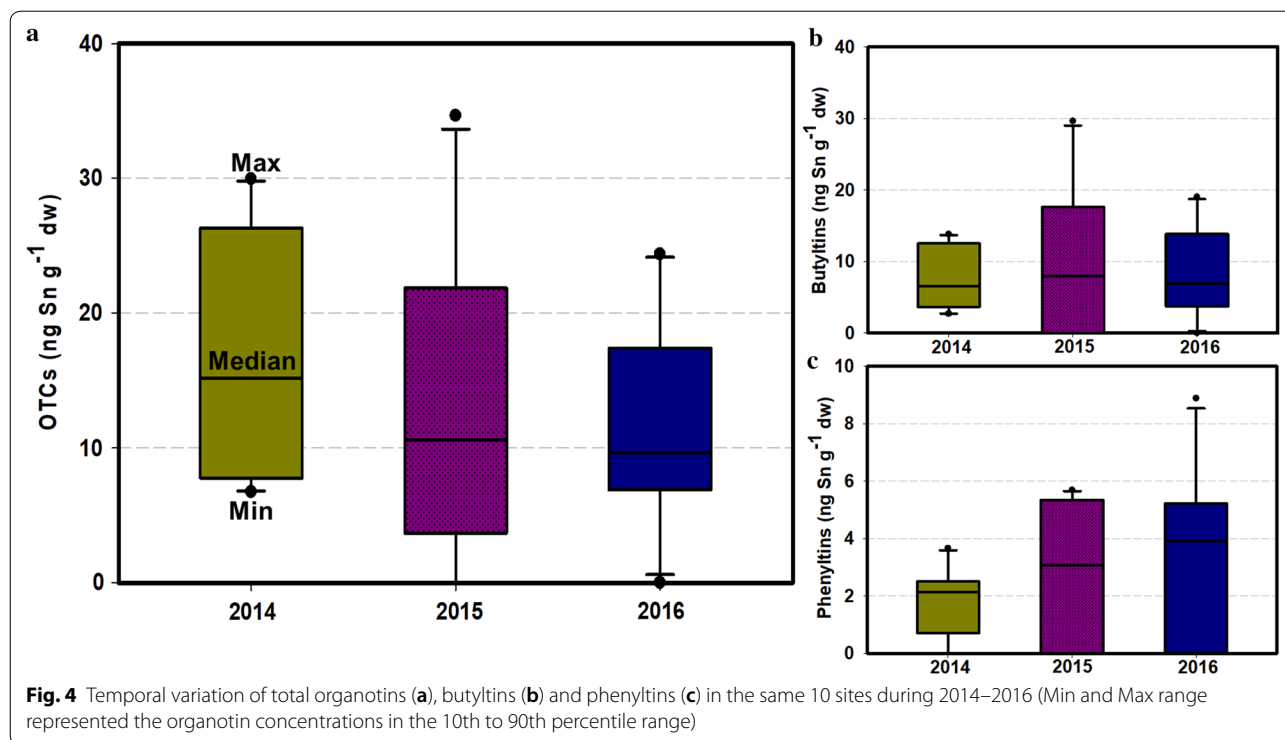 a
40
30
20
10
0
OTCs (ng Sn g⁻¹ dw)
Max
Median
Min
2014 2015 2016
b
40
30
20
10
0
Butyltins (ng Sn g⁻¹ dw)
2014 2015 2016
c
10
8
6
4
2
0
Phenyltins (ng Sn g⁻¹ dw)
2014 2015 2016
Fig. 4 Temporal variation of total organotins (a), butyltins (b) and phenyltins (c) in the same 10 sites during 2014–2016 (Min and Max range
represented the organotin concentrations in the 10th to 90th percentile range)